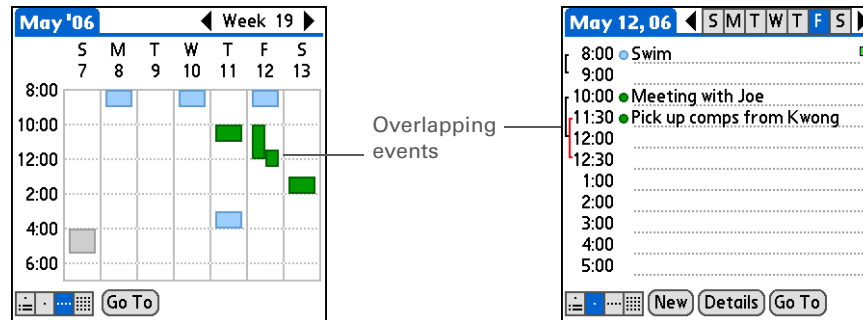 May '06 Week 19
S M T W T F S
7 8 9 10 11 12 13
8:00
10:00
12:00
2:00
4:00
6:00
Go To
Overlapping
events
May 12, 06 S M T W T F S
8:00 Swim
9:00
10:00 Meeting with Joe
11:30 Pick up comps from Kwong
12:00
12:30
1:00
2:00
3:00
4:00
5:00
New Details Go To